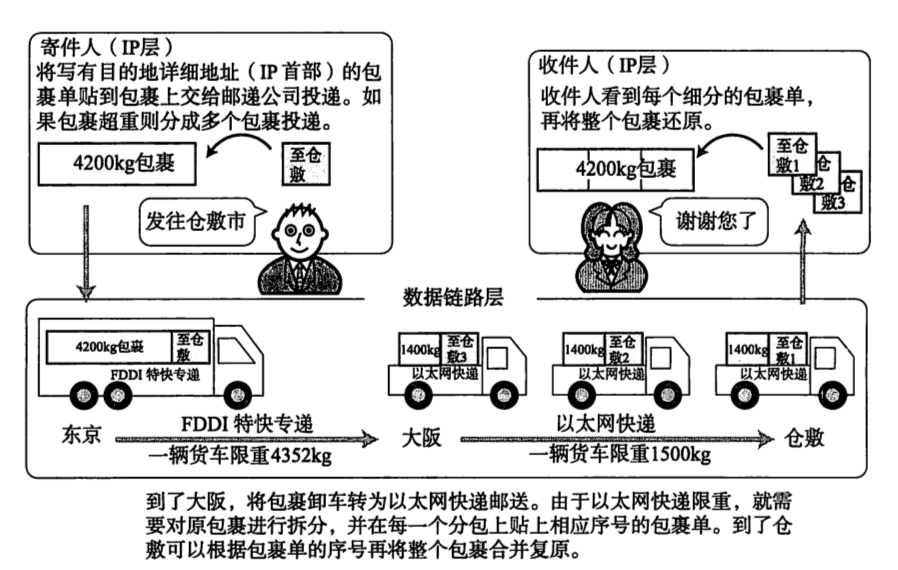 寄件人（IP层）
将写有目的地详细地址（IP首部）的包
裹单贴到包裹上交给邮递公司投递。如
果包裹超重则分成多个包裹投递。
4200kg包裹
至仓
敷
发往仓敷市
收件人（IP层）
收件人看到每个细分的包裹单，
再将整个包裹还原。
4200kg包裹
至仓
敷1
仓
敷2
仓
敷3
谢谢您了
数据链路层
4200kg包裹
至仓
敷
FDDI 特快专递
1400kg
至仓
敷3
以太网快递
1400kg
至仓
敷2
以太网快递
1400kg
至仓
敷1
以太网快递
东京
FDDI 特快专递
一辆货车限重4352kg
大阪
以太网快递
一辆货车限重1500kg
仓敷
到了大阪，将包裹卸车转为以太网快递邮送。由于以太网快递限重，就需
要对原包裹进行拆分，并在每一个分包上贴上相应序号的包裹单。到了仓
敷可以根据包裹单的序号再将整个包裹合并复原。